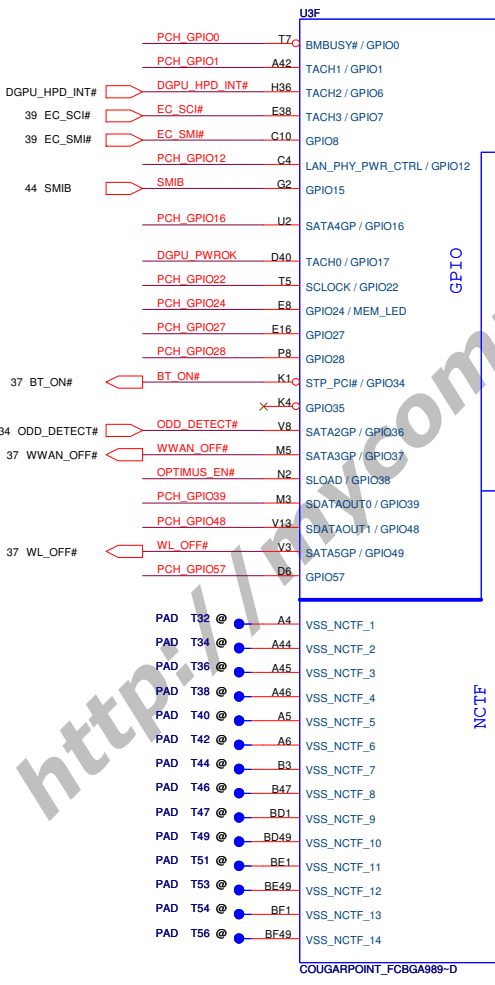 U3F
PCH_GPIO0 T7 BMBUSY# / GPIO0
PCH_GPIO1 A42 TACH1 / GPIO1
DGPU_HPD_INT# DGPU_HPD_INT# H36 TACH2 / GPIO6
39 EC_SCI# EC_SCI# E38 TACH3 / GPIO7
39 EC_SMI# EC_SMI# C10 GPIO8
PCH_GPIO12 C4 LAN_PHY_PWR_CTRL / GPIO12
44 SMIB SMIB G2 GPIO15
PCH_GPIO16 U2 SATA4GP / GPIO16
DGPU_PWROK D40 TACH0 / GPIO17
PCH_GPIO22 T5 SCLOCK / GPIO22
PCH_GPIO24 E8 GPIO24 / MEM_LED
PCH_GPIO27 E16 GPIO27
PCH_GPIO28 P8 GPIO28
37 BT_ON# BT_ON# K1 STP_PCI# / GPIO34
K4 GPIO35
34 ODD_DETECT# ODD_DETECT# V8 SATA2GP / GPIO36
37 WWAN_OFF# WWAN_OFF# M5 SATA3GP / GPIO37
OPTIMUS_EN# N2 SLOAD / GPIO38
PCH_GPIO39 M3 SDATAOUT0 / GPIO39
PCH_GPIO48 V13 SDATAOUT1 / GPIO48
37 WL_OFF# WL_OFF# V3 SATA5GP / GPIO49
PCH_GPIO57 D6 GPIO57
GPIO
PAD T32 @ A4 VSS_NCTF_1
PAD T34 @ A44 VSS_NCTF_2
PAD T36 @ A45 VSS_NCTF_3
PAD T38 @ A46 VSS_NCTF_4
PAD T40 @ A5 VSS_NCTF_5
PAD T42 @ A6 VSS_NCTF_6
PAD T44 @ B3 VSS_NCTF_7
PAD T46 @ B47 VSS_NCTF_8
PAD T47 @ BD1 VSS_NCTF_9
PAD T49 @ BD49 VSS_NCTF_10
PAD T51 @ BE1 VSS_NCTF_11
PAD T53 @ BE49 VSS_NCTF_12
PAD T54 @ BF1 VSS_NCTF_13
PAD T56 @ BF49 VSS_NCTF_14
NCTF
COUGARPOINT_FCBGA989~D
http://mycom